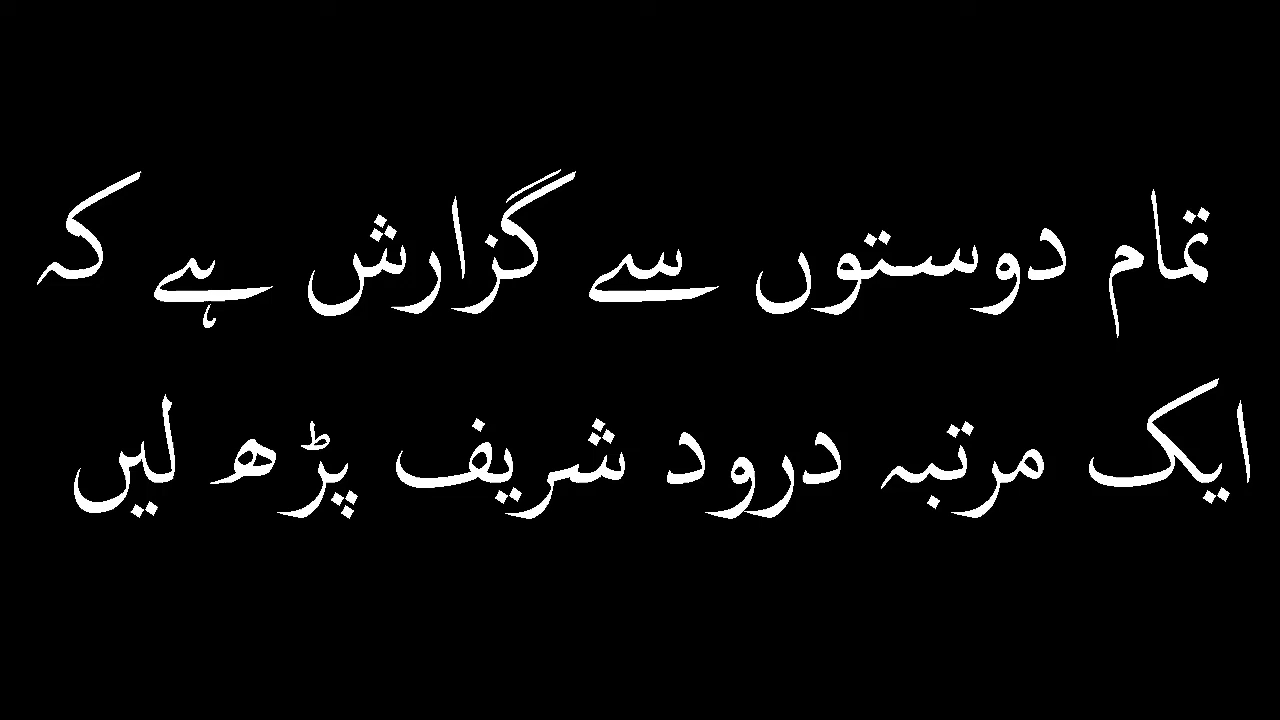 تمام دوستوں سے گزارش ہے کہ
ایک مرتبہ درود شریف پڑھ لیں